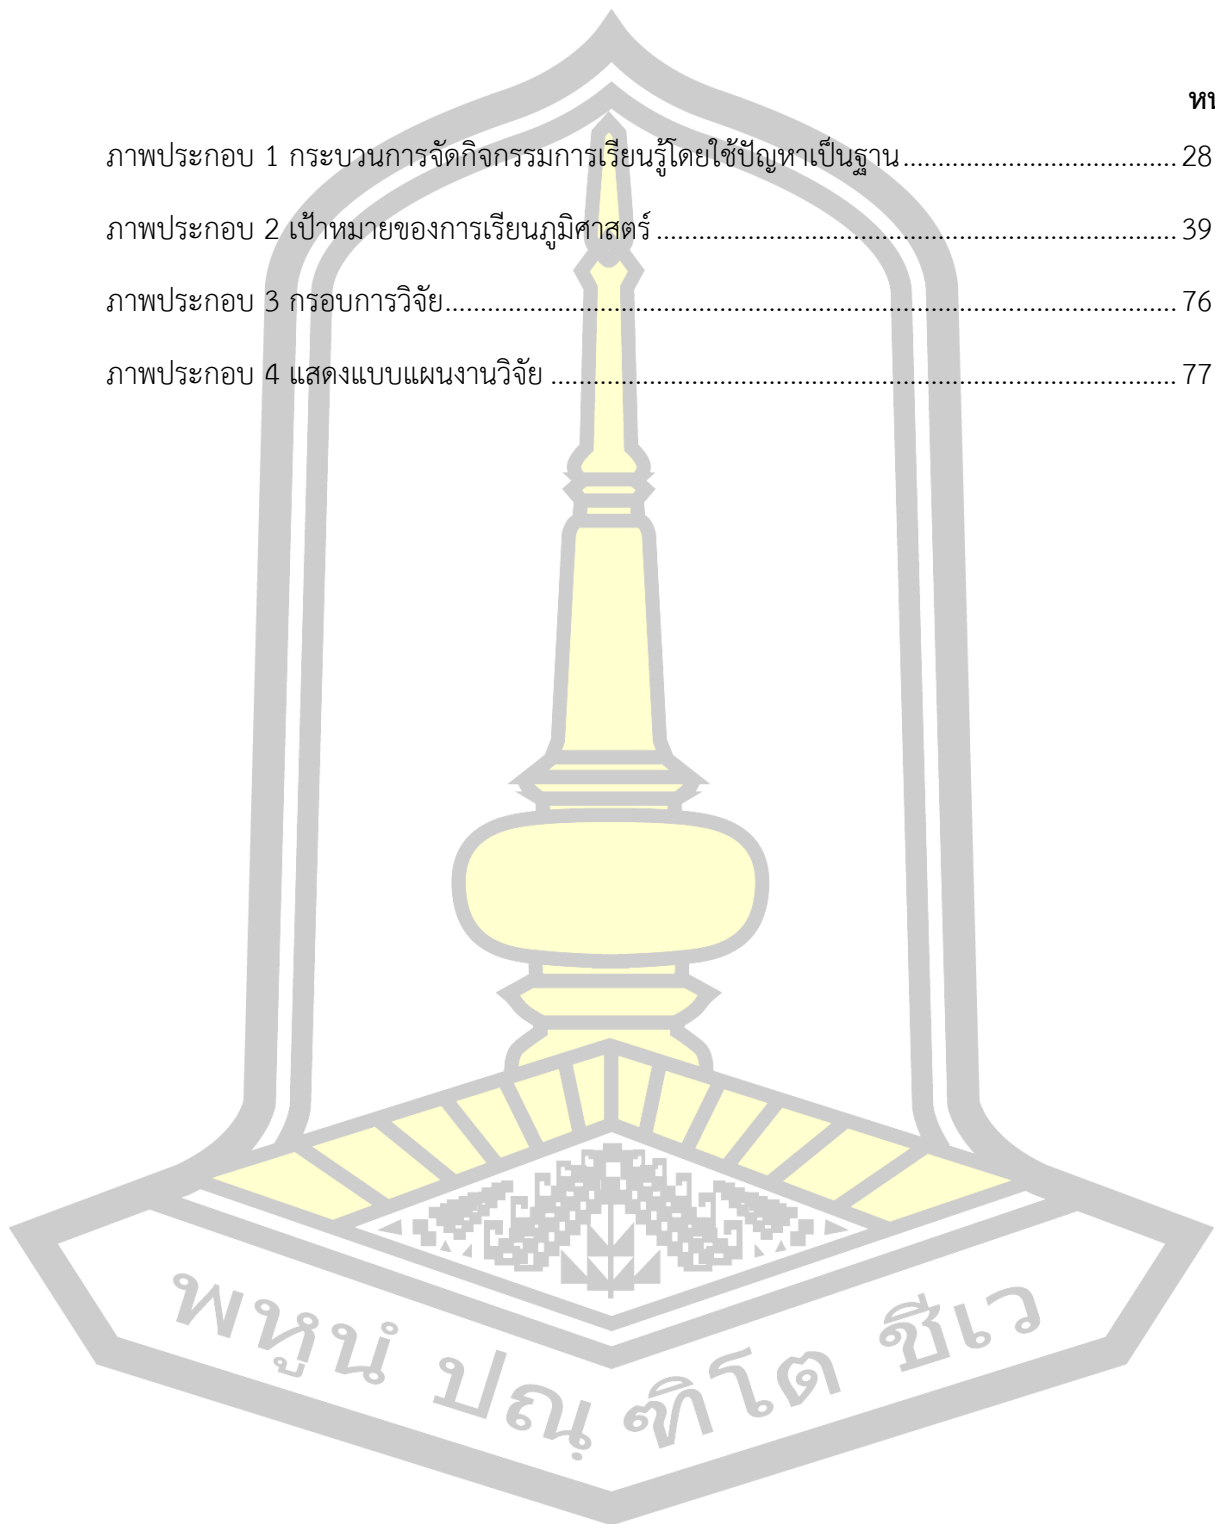 ภาพประกอบ 1 กระบวนการจัดกิจกรรมการเรียนรู้โดยใช้ปัญหาเป็นฐาน....................................... 28
ภาพประกอบ 2 เป้าหมายของการเรียนภูมิศาสตร์.......................................................................... 39
ภาพประกอบ 3 กรอบการวิจัย........................................................................................................ 76
ภาพประกอบ 4 แสดงแบบแผนงานวิจัย......................................................................................... 77
พหูนํ ปณฺฑิโต ชีเว